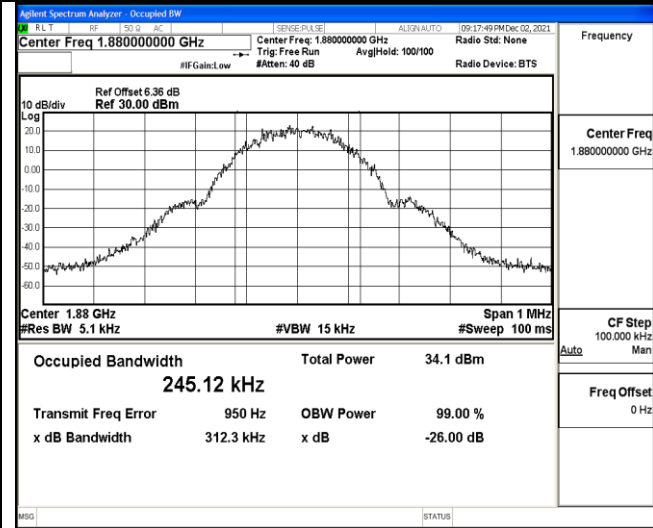 Agilent Spectrum Analyzer - Occupied BW
RLT RF 50 Ω AC SENSE:PULSE ALIGN AUTO 09:17:49 PM Dec 02, 2021
Center Freq 1.880000000 GHz
Center Freq: 1.880000000 GHz Radio Std: None
Trig: Free Run Avg|Hold: 100/100
#IFGain:Low #Atten: 40 dB Radio Device: BTS
Ref Offset 6.36 dB
10 dB/div Ref 30.00 dBm
Log
20.0
10.0
0.00
-10.0
-20.0
-30.0
-40.0
-50.0
-60.0
Center 1.88 GHz Span 1 MHz
#Res BW 5.1 kHz #VBW 15 kHz #Sweep 100 ms
Occupied Bandwidth Total Power 34.1 dBm
245.12 kHz
Transmit Freq Error 950 Hz OBW Power 99.00 %
x dB Bandwidth 312.3 kHz x dB -26.00 dB
MSG STATUS
Frequency
Center Freq
1.880000000 GHz
CF Step
100.000 kHz
Auto Man
Freq Offset
0 Hz